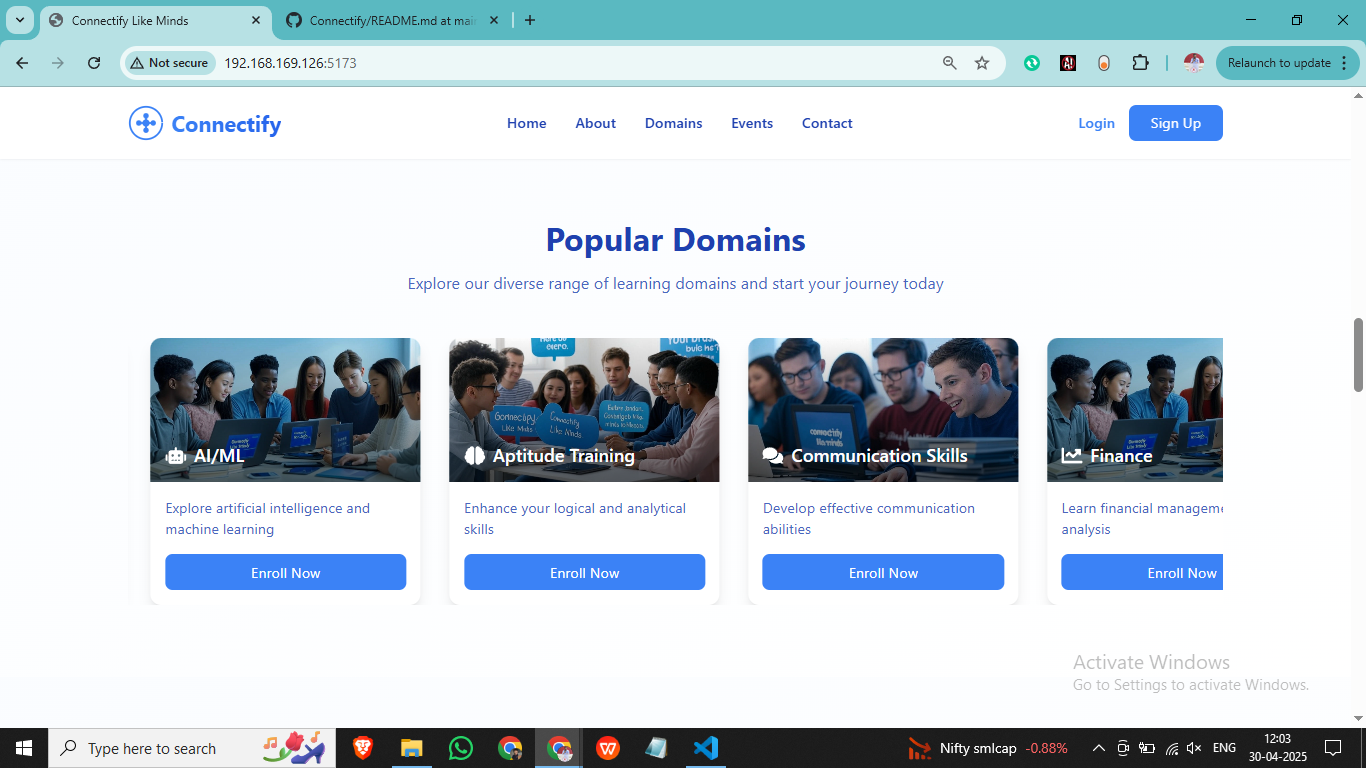 Connectify Like Minds
Connectify/README.md at mai
Not secure
192.168.169.126:5173
Relaunch to update
Connectify
Home
About
Domains
Events
Contact
Login
Sign Up
Popular Domains
Explore our diverse range of learning domains and start your journey today
AI/ML
Aptitude Training
Communication Skills
Finance
Explore artificial intelligence and
machine learning
Enhance your logical and analytical
skills
Develop effective communication
abilities
Learn financial manageme
analysis
Enroll Now
Enroll Now
Enroll Now
Enroll Now
Activate Windows
Go to Settings to activate Windows.
Type here to search
Nifty smlcap -0.88%
ENG
12:03
30-04-2025